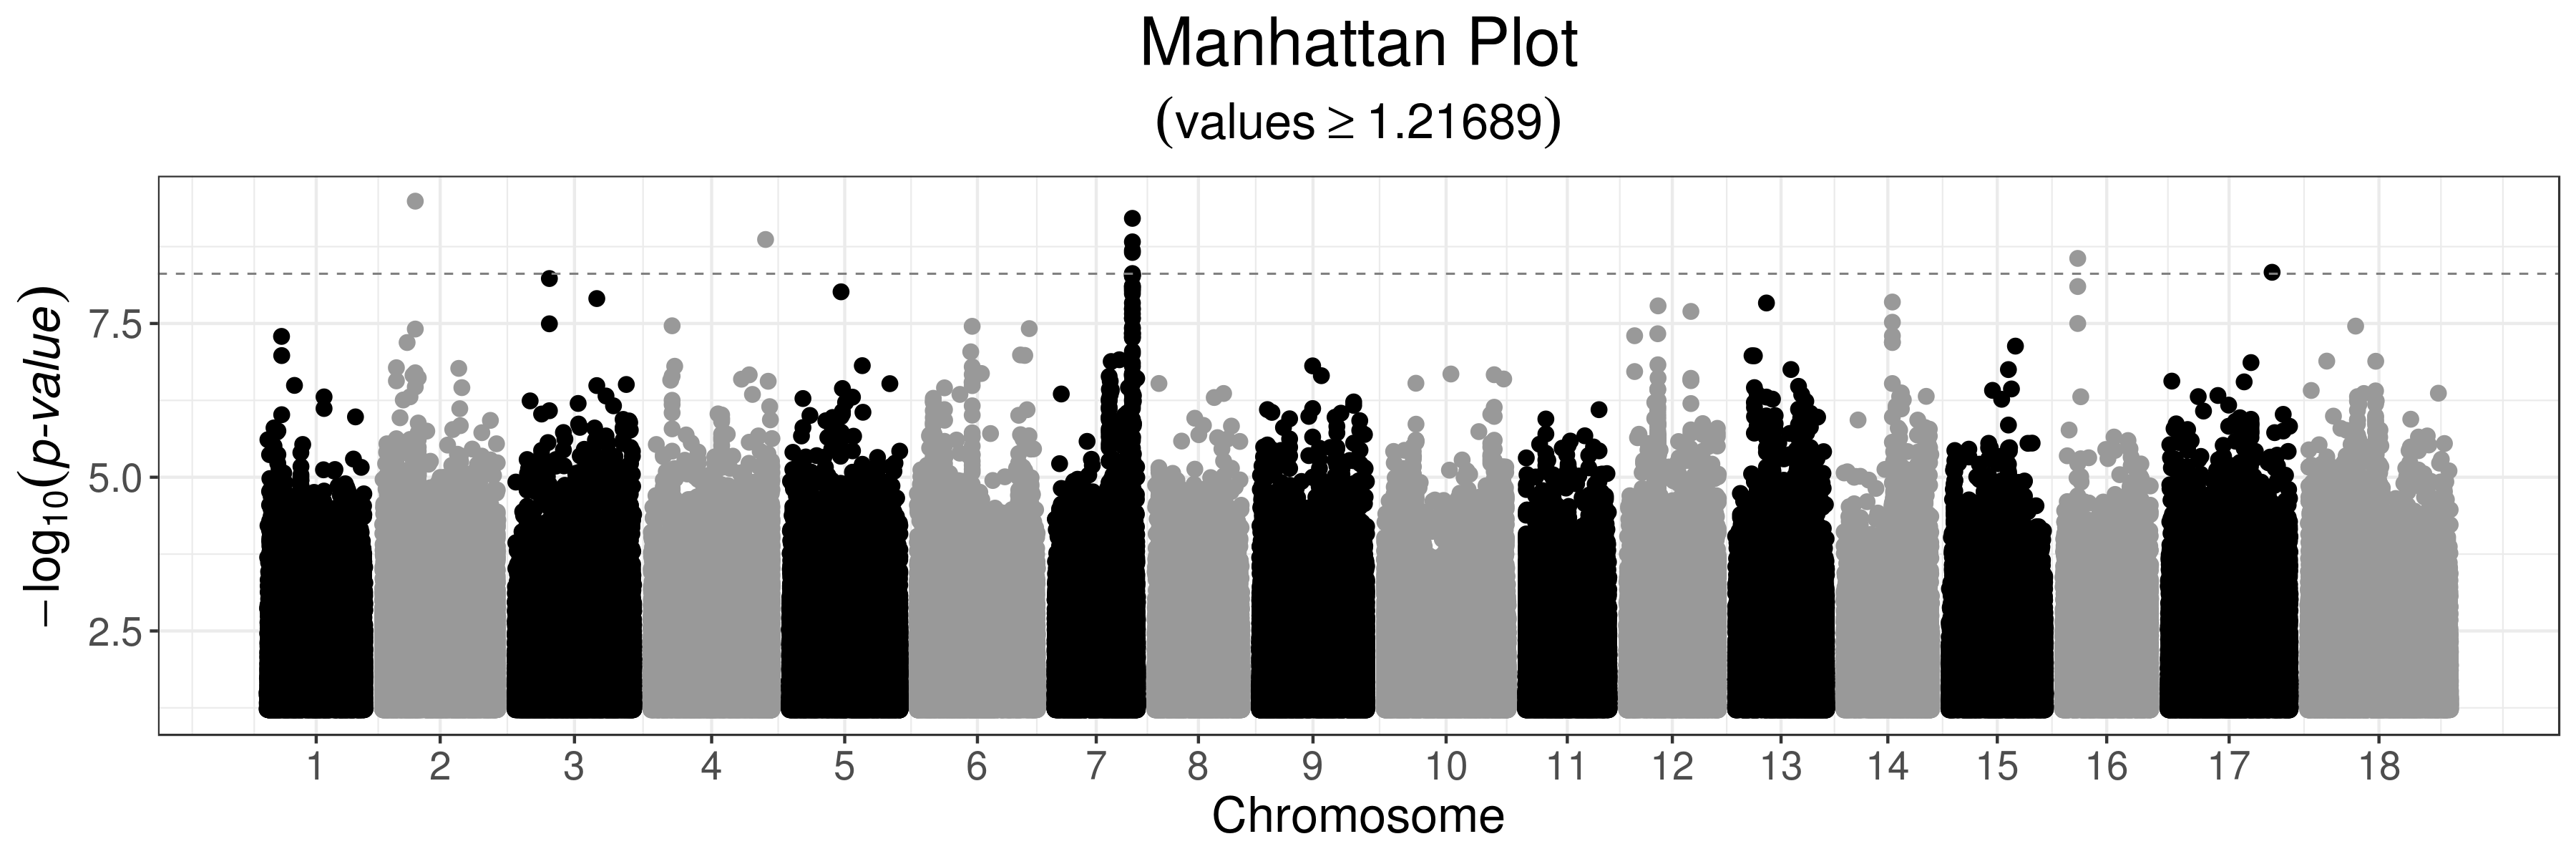 Manhattan Plot
(values ≥ 1.21689)
−log10(p-value)
7.5
5.0
2.5
1 2 3 4 5 6 7 8 9 10 11 12 13 14 15 16 17 18
Chromosome